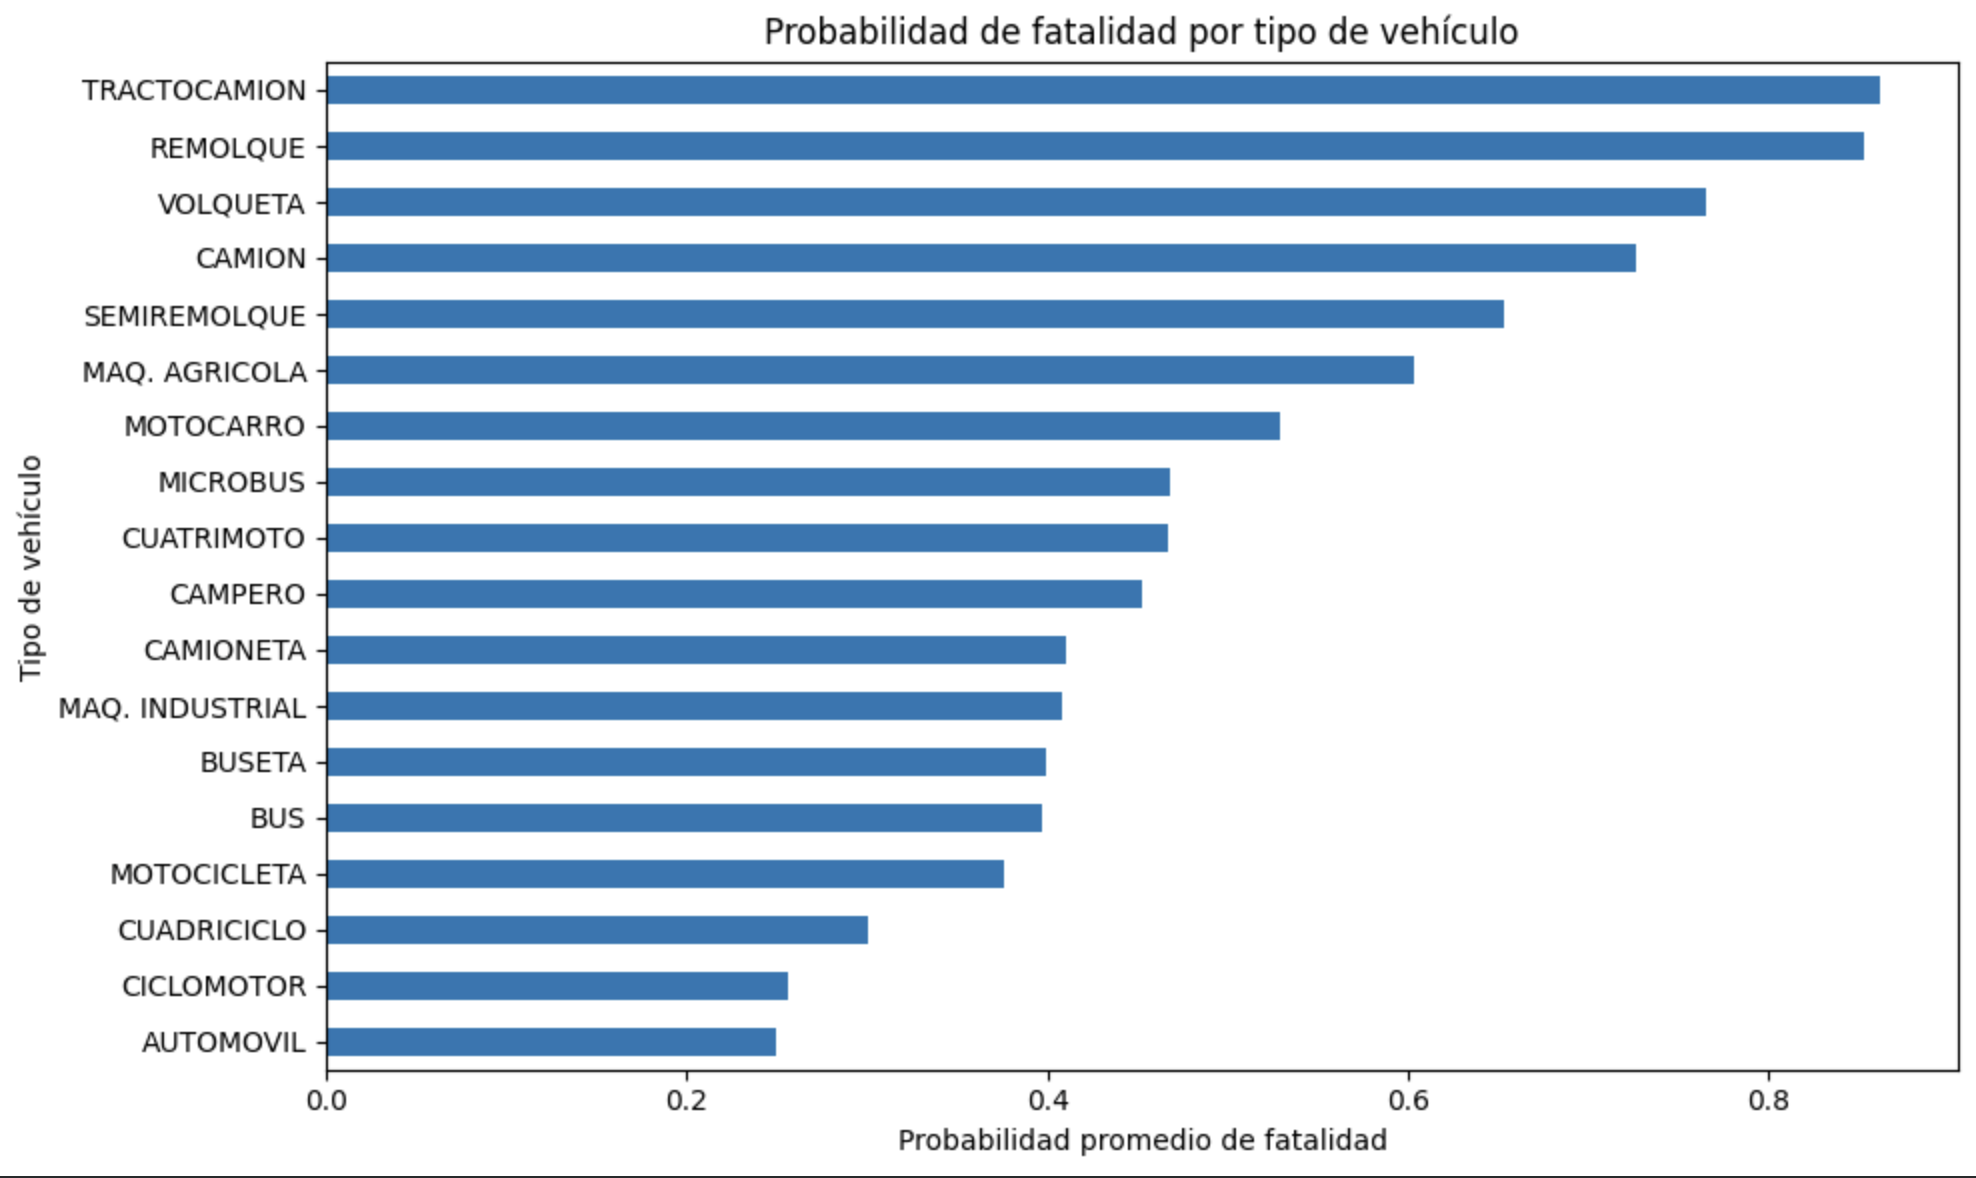 Probabilidad de fatalidad por tipo de vehículo
Tipo de vehículo
TRACTOCAMION
REMOLQUE
VOLQUETA
CAMION
SEMIREMOLQUE
MAQ. AGRICOLA
MOTOCARRO
MICROBUS
CUATRIMOTO
CAMPERO
CAMIONETA
MAQ. INDUSTRIAL
BUSETA
BUS
MOTOCICLETA
CUADRICICLO
CICLOMOTOR
AUTOMOVIL
0.0 0.2 0.4 0.6 0.8
Probabilidad promedio de fatalidad